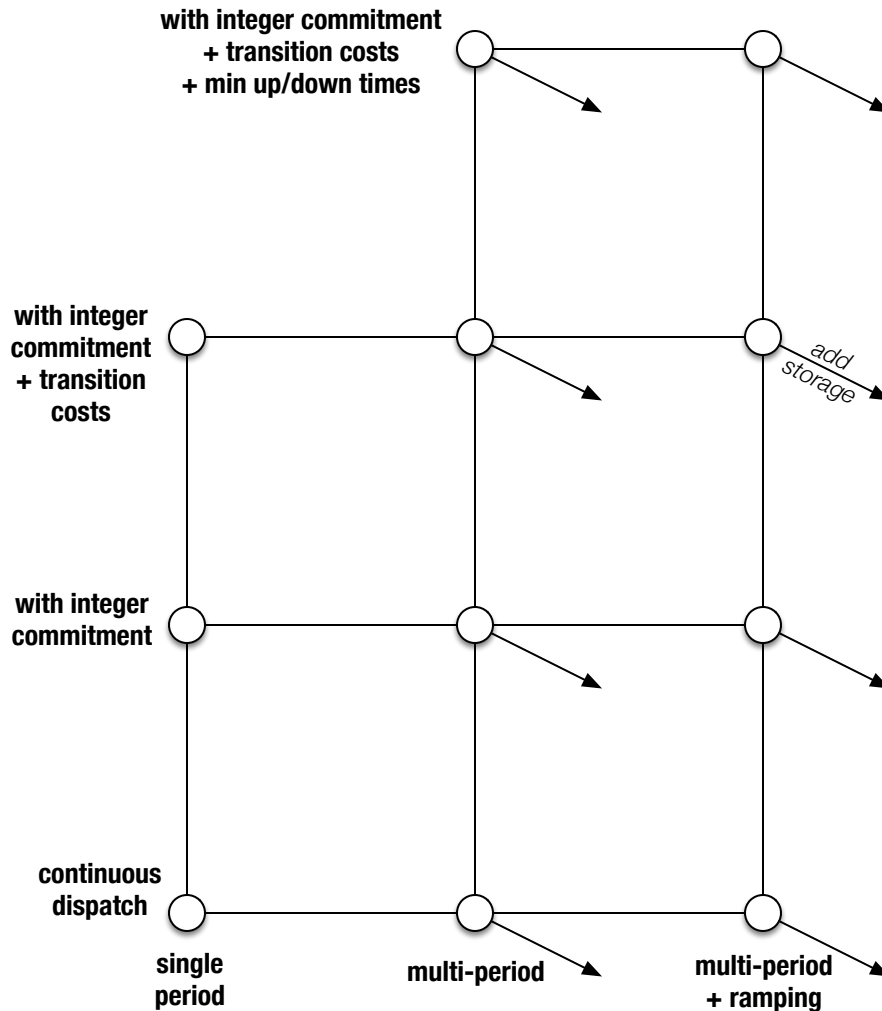 with integer commitment
+ transition costs
+ min up/down times
with integer
commitment
+ transition
costs
add
storage
with integer
commitment
continuous
dispatch
single
period
multi-period
multi-period
+ ramping